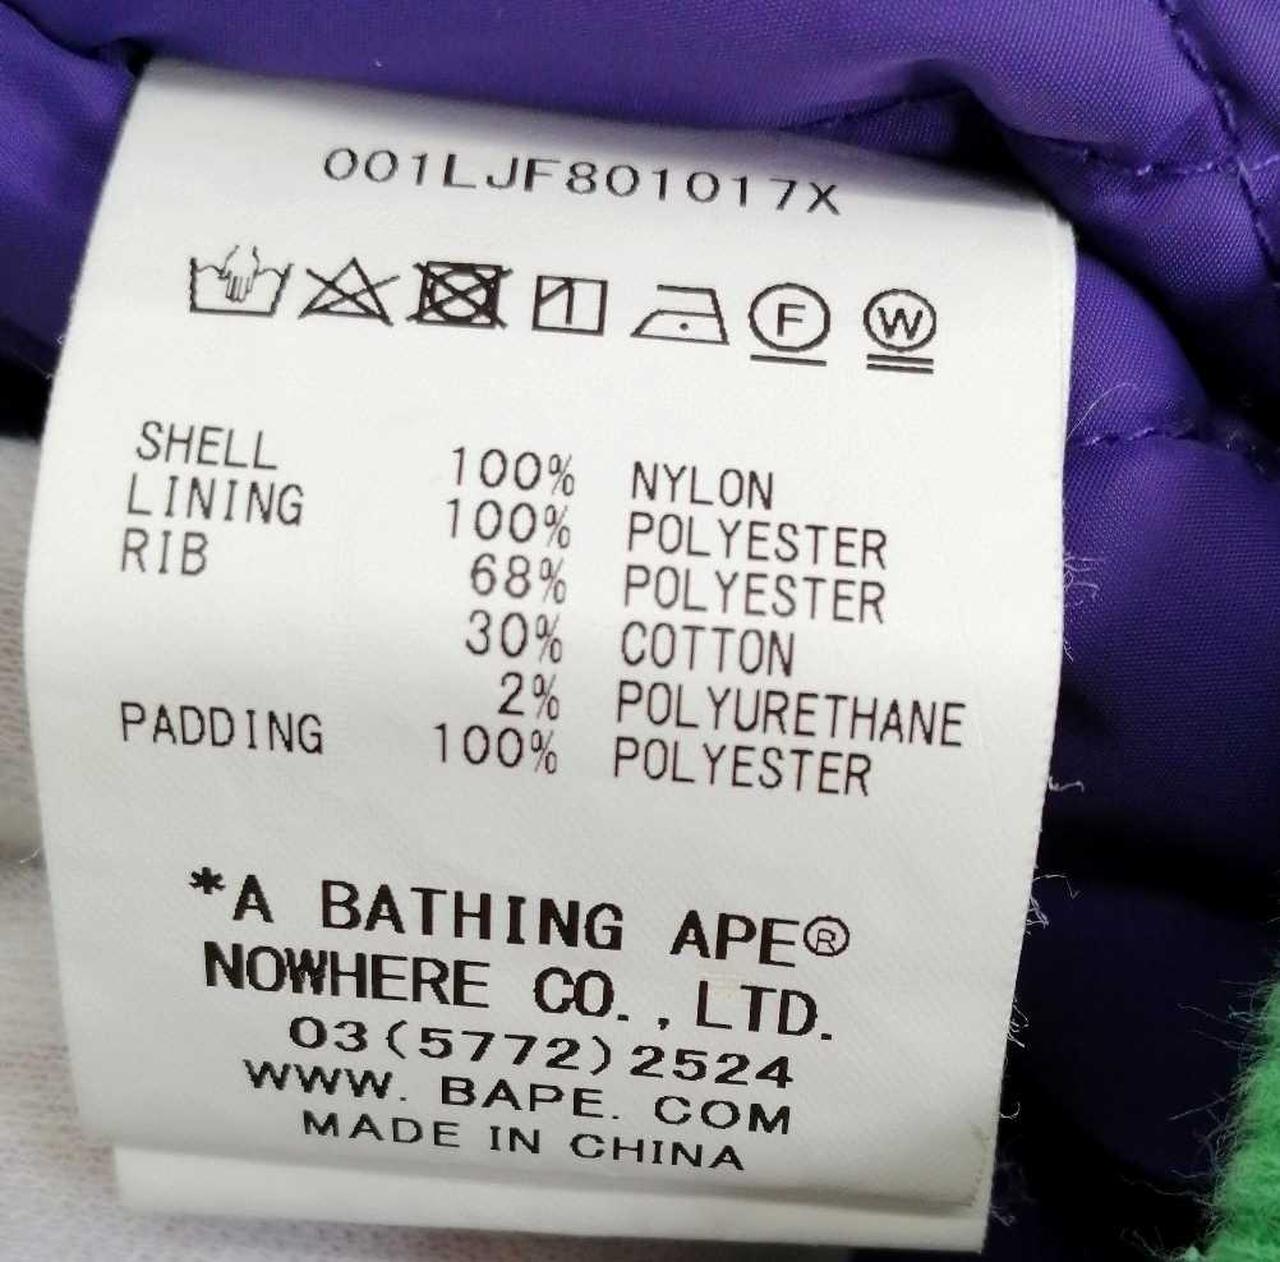 001LJF801017X
F W
SHELL 100% NYLON
LINING 100% POLYESTER
RIB 68% POLYESTER
30% COTTON
2% POLYURETHANE
PADDING 100% POLYESTER
*A BATHING APE®
NOWHERE CO.,LTD.
03(5772)2524
WWW. BAPE. COM
MADE IN CHINA